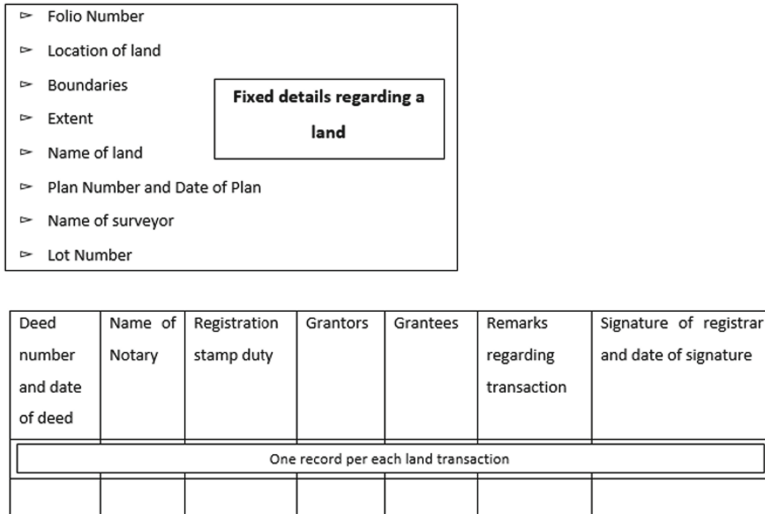 Folio Number
Location of land
Boundaries
Fixed details regarding a
land
Extent
Name of land
Plan Number and Date of Plan
Name of surveyor
Lot Number
Deed
number
and date
of deed
Name of
Notary
Registration
stamp duty
Grantors
Grantees
Remarks
regarding
transaction
Signature of registrar
and date of signature
One record per each land transaction